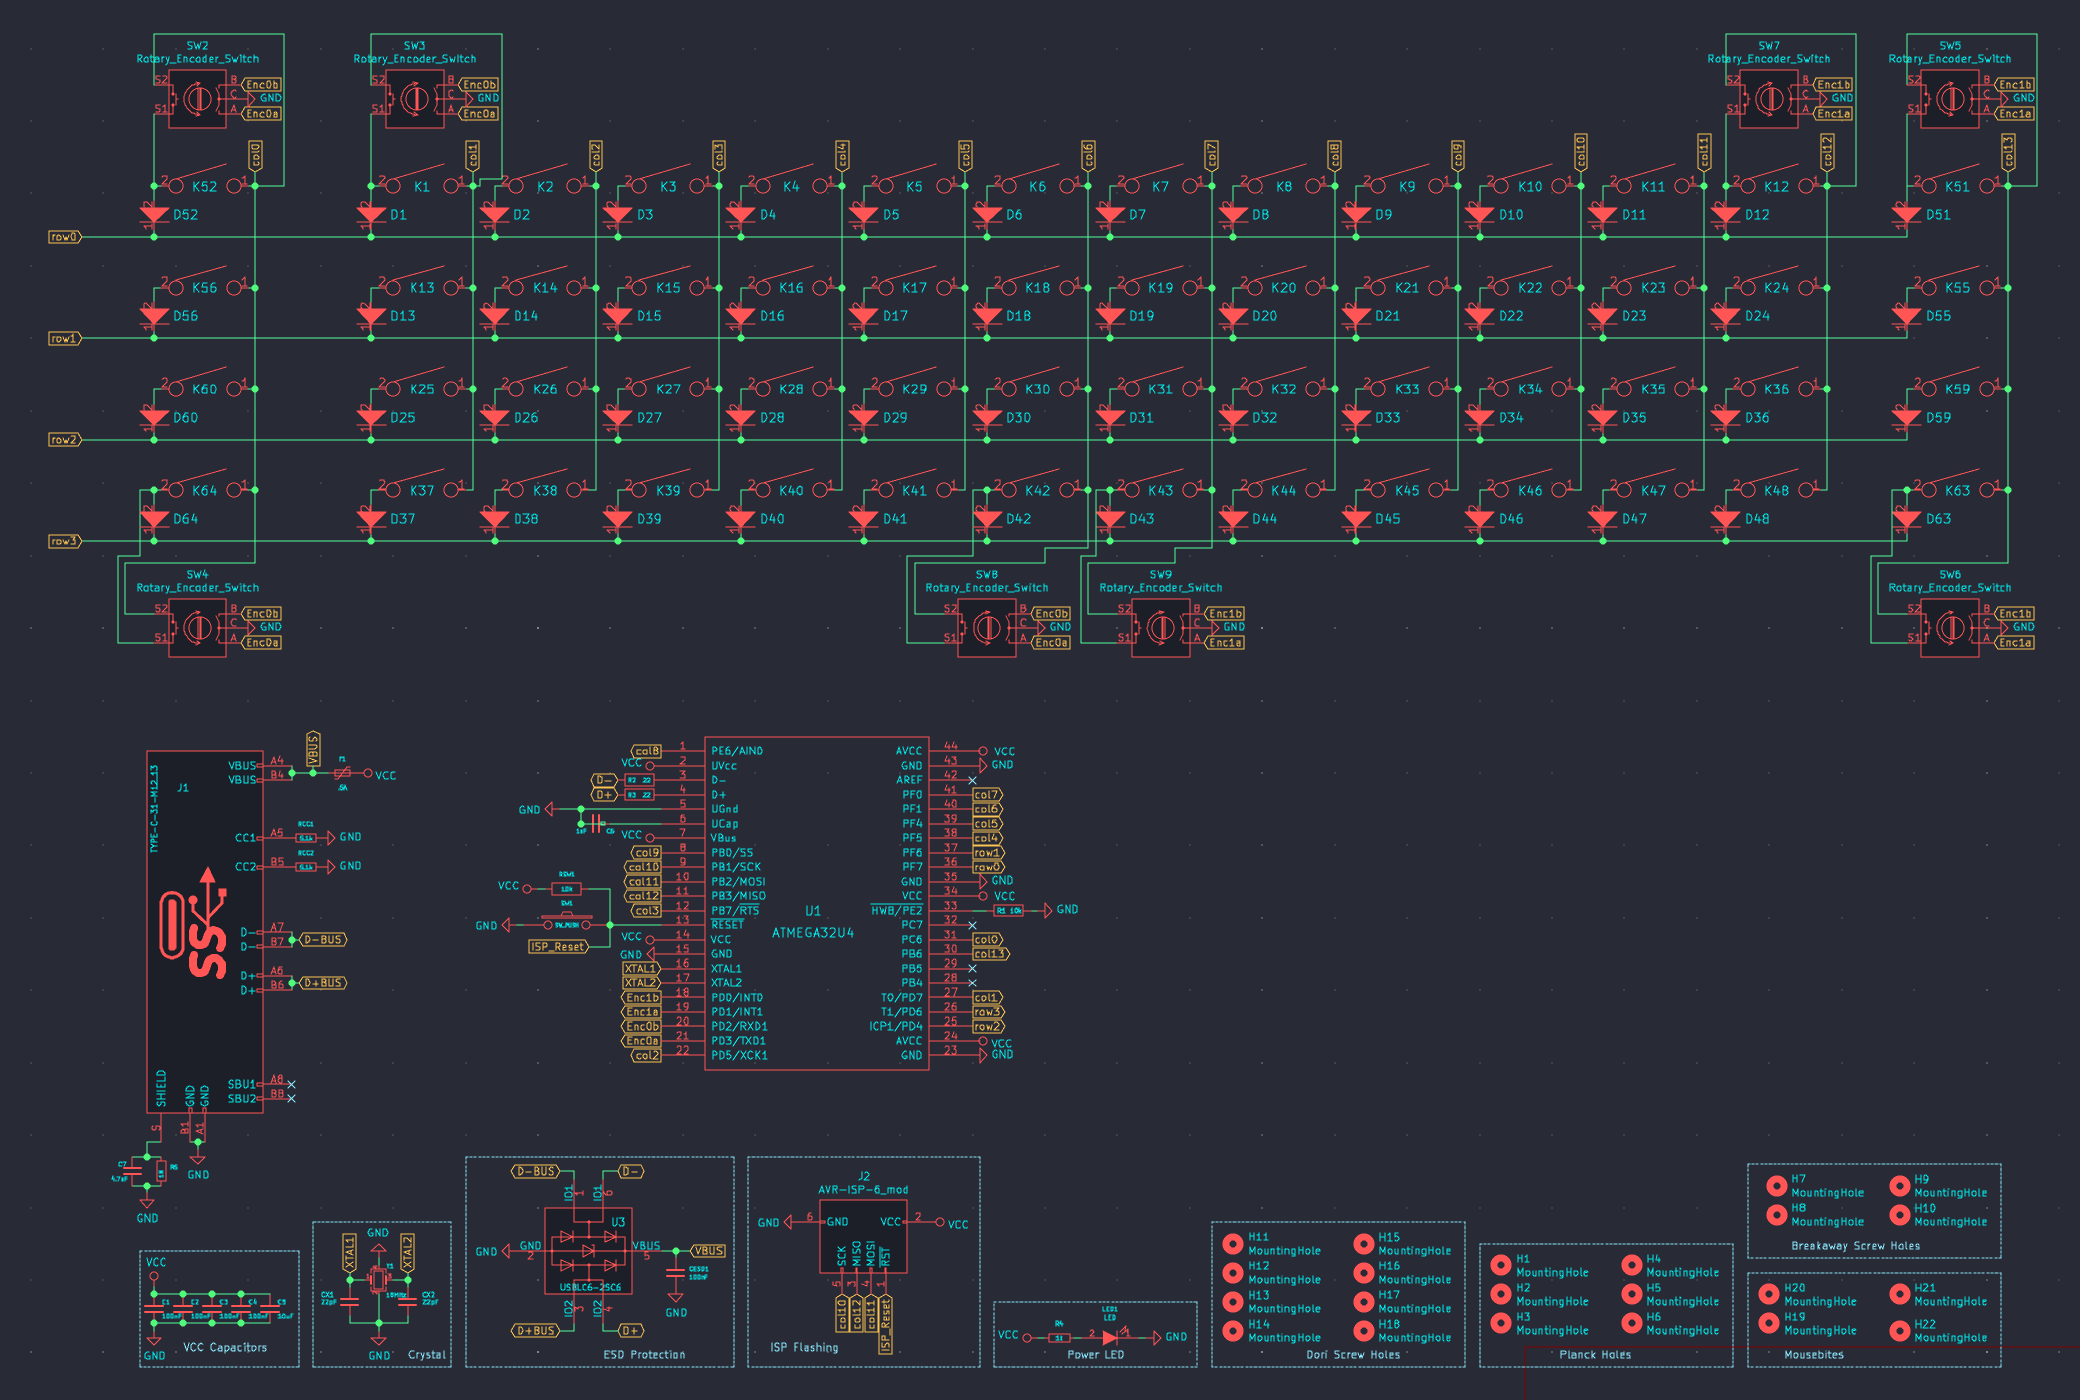 SW2
Rotary_Encoder_Switch
S2
S1
B
C
A
Enc0b
GND
Enc0a
SW3
Rotary_Encoder_Switch
S2
S1
B
C
A
Enc0b
GND
Enc0a
SW7
Rotary_Encoder_Switch
S2
S1
B
C
A
Enc1b
GND
Enc1a
SW5
Rotary_Encoder_Switch
S2
S1
B
C
A
Enc1b
GND
Enc1a
col0 col1 col2 col3 col4 col5 col6 col7 col8 col9 col10 col11 col12 col13
K52 K1 K2 K3 K4 K5 K6 K7 K8 K9 K10 K11 K12 K51
D52 D1 D2 D3 D4 D5 D6 D7 D8 D9 D10 D11 D12 D51
row0
K56 K13 K14 K15 K16 K17 K18 K19 K20 K21 K22 K23 K24 K55
D56 D13 D14 D15 D16 D17 D18 D19 D20 D21 D22 D23 D24 D55
row1
K60 K25 K26 K27 K28 K29 K30 K31 K32 K33 K34 K35 K36 K59
D60 D25 D26 D27 D28 D29 D30 D31 D32 D33 D34 D35 D36 D59
row2
K64 K37 K38 K39 K40 K41 K42 K43 K44 K45 K46 K47 K48 K63
D64 D37 D38 D39 D40 D41 D42 D43 D44 D45 D46 D47 D48 D63
row3
SW4
Rotary_Encoder_Switch
S2
S1
B
C
A
Enc0b
GND
Enc0a
SW8
Rotary_Encoder_Switch
S2
S1
B
C
A
Enc0b
GND
Enc0a
SW9
Rotary_Encoder_Switch
S2
S1
B
C
A
Enc1b
GND
Enc1a
SW6
Rotary_Encoder_Switch
S2
S1
B
C
A
Enc1b
GND
Enc1a
J1
TYPE-C-31-M12_13
VBUS A4
VBUS B4
VBUS
F1
.5A
VCC
CC1 A5
RCC1
5.1k
GND
CC2 B5
RCC2
5.1k
GND
D- A7
D- B7
D-BUS
D+ A6
D+ B6
D+BUS
SS
SBU1 A8
SBU2 B8
SHIELD
GND
GND
S
B1
A1
GND
C7
4.7nF
R5
1M
GND
U1
ATMEGA32U4
col8 1 PE6/AIN0
VCC 2 UVcc
D- R2 22 3 D-
D+ R3 22 4 D+
GND 5 UGnd
1uF C6 6 UCap
VCC 7 VBus
col9 8 PB0/SS
col10 9 PB1/SCK
col11 10 PB2/MOSI
col12 11 PB3/MISO
col3 12 PB7/RTS
13 RESET
VCC 14 VCC
GND 15 GND
XTAL1 16 XTAL1
XTAL2 17 XTAL2
Enc1b 18 PD0/INT0
Enc1a 19 PD1/INT1
Enc0b 20 PD2/RXD1
Enc0a 21 PD3/TXD1
col2 22 PD5/XCK1
VCC
RSW1
10k
GND
SW1
SW_PUSH
ISP_Reset
AVCC 44 VCC
GND 43 GND
AREF 42
PF0 41 col7
PF1 40 col6
PF4 39 col5
PF5 38 col4
PF6 37 row1
PF7 36 row0
GND 35 GND
VCC 34 VCC
HWB/PE2 33 R1 10k GND
PC7 32
PC6 31 col0
PB6 30 col13
PB5 29
PB4 28
T0/PD7 27 col1
T1/PD6 26 row3
ICP1/PD4 25 row2
AVCC 24 VCC
GND 23 GND
VCC
C1 C2 C3 C4 C5
100nF 100nF 100nF 100nF 10uF
GND
VCC Capacitors
GND
XTAL1
XTAL2
Y1
16MHz
CX1
22pF
CX2
22pF
GND
Crystal
D-BUS
D-
IO1
1
6
IO1
U3
GND
GND
2
VBUS
5
VBUS
CESD1
100nF
GND
USBLC6-2SC6
IO2
3
4
IO2
D+BUS
D+
ESD Protection
J2
AVR-ISP-6_mod
GND
6
GND
VCC
2
VCC
SCK
MISO
MOSI
RST
5
3
4
1
col10
col12
col11
ISP_Reset
ISP Flashing
VCC
R4
LED1
LED
2
1
GND
Power LED
H11
MountingHole
H12
MountingHole
H13
MountingHole
H14
MountingHole
H15
MountingHole
H16
MountingHole
H17
MountingHole
H18
MountingHole
Dori Screw Holes
H1
MountingHole
H2
MountingHole
H3
MountingHole
H4
MountingHole
H5
MountingHole
H6
MountingHole
Planck Holes
H7
MountingHole
H8
MountingHole
H9
MountingHole
H10
MountingHole
Breakaway Screw Holes
H20
MountingHole
H19
MountingHole
H21
MountingHole
H22
MountingHole
Mousebites